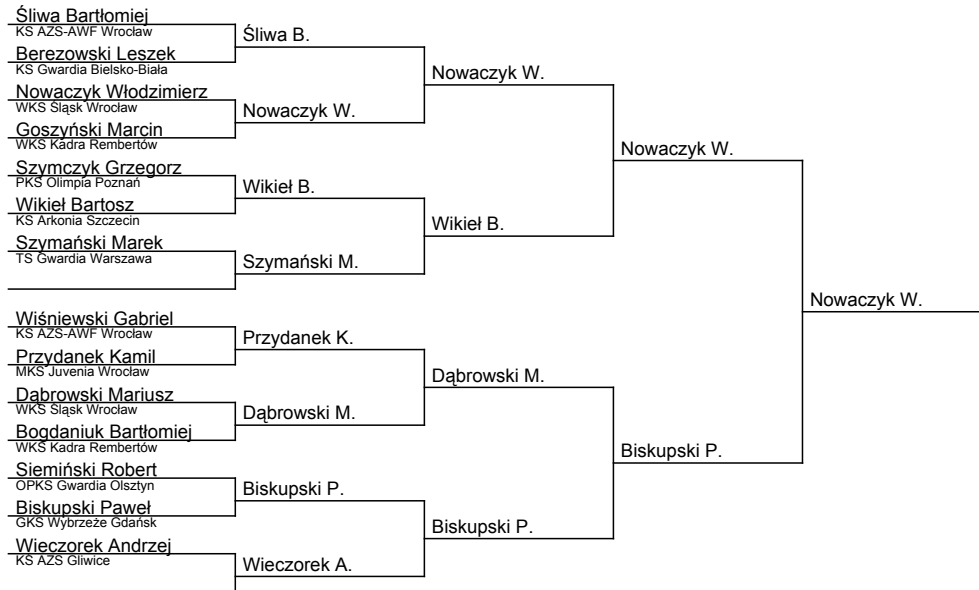 Śliwa Bartłomiej
KS AZS-AWF Wrocław
Berezowski Leszek
KS Gwardia Bielsko-Biała
Nowaczyk Włodzimierz
WKS Śląsk Wrocław
Goszyński Marcin
WKS Kadra Rembertów
Szymczyk Grzegorz
PKS Olimpia Poznań
Wikieł Bartosz
KS Arkonia Szczecin
Szymański Marek
TS Gwardia Warszawa
Wiśniewski Gabriel
KS AZS-AWF Wrocław
Przydanek Kamil
MKS Juvenia Wrocław
Dąbrowski Mariusz
WKS Śląsk Wrocław
Bogdaniuk Bartłomiej
WKS Kadra Rembertów
Siemiński Robert
OPKS Gwardia Olsztyn
Biskupski Paweł
GKS Wybrzeże Gdańsk
Wieczorek Andrzej
KS AZS Gliwice
Śliwa B.
Nowaczyk W.
Wikieł B.
Szymański M.
Przydanek K.
Dąbrowski M.
Biskupski P.
Wieczorek A.
Nowaczyk W.
Wikieł B.
Dąbrowski M.
Biskupski P.
Nowaczyk W.
Biskupski P.
Nowaczyk W.